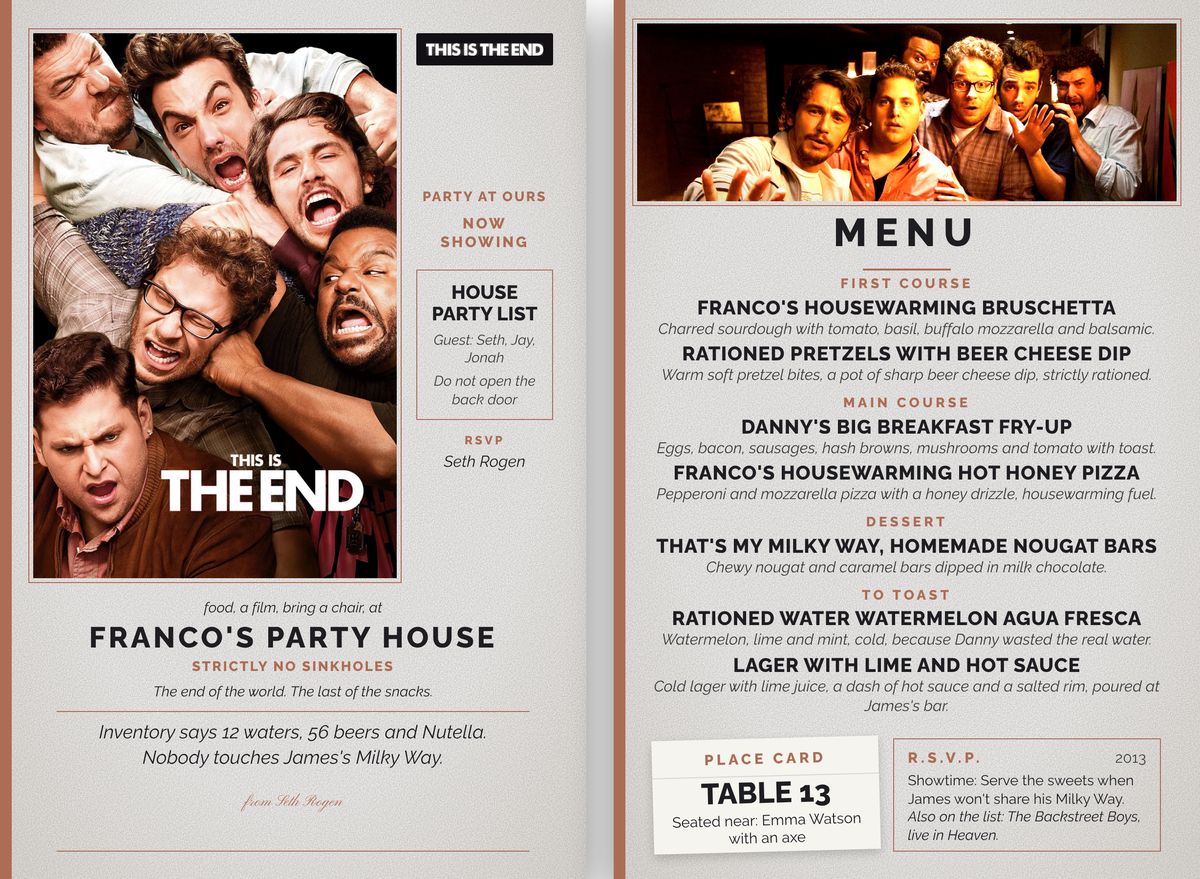 THIS IS THE END
PARTY AT OURS
NOW
SHOWING
HOUSE
PARTY LIST
Guest: Seth, Jay,
Jonah
Do not open the
back door
RSVP
Seth Rogen
THIS IS
THE END
food, a film, bring a chair, at
FRANCO'S PARTY HOUSE
STRICTLY NO SINKHOLES
The end of the world. The last of the snacks.
Inventory says 12 waters, 56 beers and Nutella.
Nobody touches James's Milky Way.
from Seth Rogen
MENU
FIRST COURSE
FRANCO'S HOUSEWARMING BRUSCHETTA
Charred sourdough with tomato, basil, buffalo mozzarella and balsamic.
RATIONED PRETZELS WITH BEER CHEESE DIP
Warm soft pretzel bites, a pot of sharp beer cheese dip, strictly rationed.
MAIN COURSE
DANNY'S BIG BREAKFAST FRY-UP
Eggs, bacon, sausages, hash browns, mushrooms and tomato with toast.
FRANCO'S HOUSEWARMING HOT HONEY PIZZA
Pepperoni and mozzarella pizza with a honey drizzle, housewarming fuel.
DESSERT
THAT'S MY MILKY WAY, HOMEMADE NOUGAT BARS
Chewy nougat and caramel bars dipped in milk chocolate.
TO TOAST
RATIONED WATER WATERMELON AGUA FRESCA
Watermelon, lime and mint, cold, because Danny wasted the real water.
LAGER WITH LIME AND HOT SAUCE
Cold lager with lime juice, a dash of hot sauce and a salted rim, poured at
James's bar.
PLACE CARD
TABLE 13
Seated near: Emma Watson
with an axe
R.S.V.P. 2013
Showtime: Serve the sweets when
James won't share his Milky Way.
Also on the list: The Backstreet Boys,
live in Heaven.